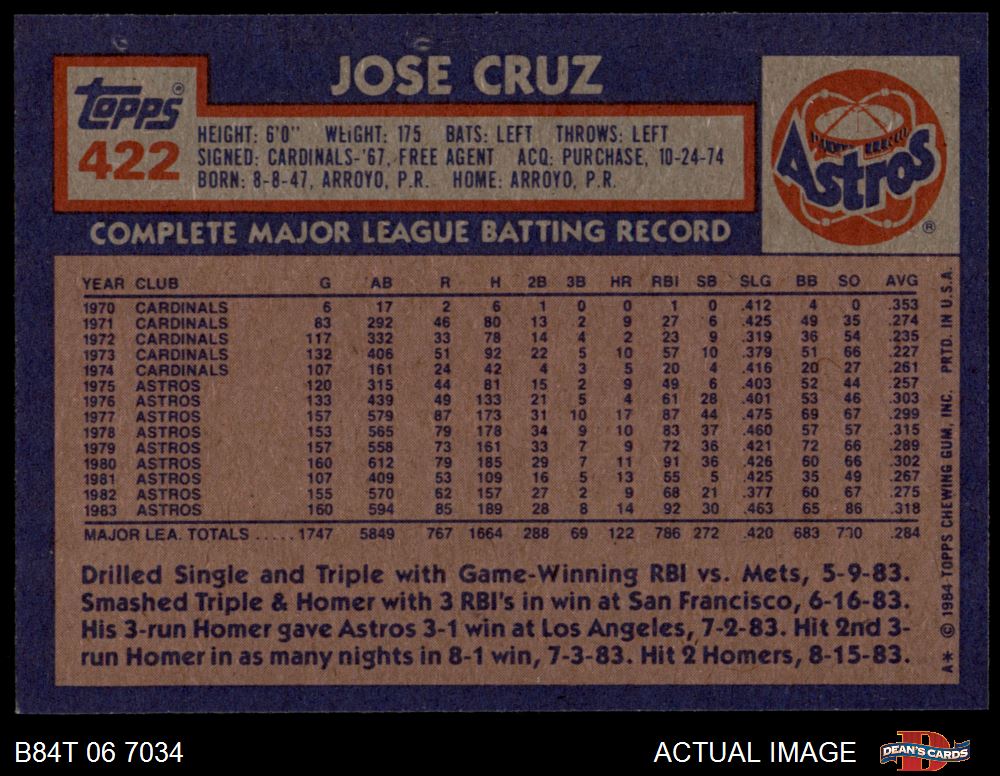 JOSE CRUZ
Topps®
422
HEIGHT: 6'0" WEIGHT: 175 BATS: LEFT THROWS: LEFT
SIGNED: CARDINALS-'67, FREE AGENT ACQ: PURCHASE, 10-24-74
BORN: 8-8-47, ARROYO, P.R. HOME: ARROYO, P.R.
Astros
®
COMPLETE MAJOR LEAGUE BATTING RECORD
YEAR CLUB G AB R H 2B 3B HR RBI SB SLG BB SO AVG
1970 CARDINALS 6 17 2 6 1 0 0 1 0 .412 4 0 .353
1971 CARDINALS 83 292 46 80 13 2 9 27 6 .425 49 35 .274
1972 CARDINALS 117 332 33 78 14 4 2 23 9 .319 36 54 .235
1973 CARDINALS 132 406 51 92 22 5 10 57 10 .379 51 66 .227
1974 CARDINALS 107 161 24 42 4 3 5 20 4 .416 20 27 .261
1975 ASTROS 120 315 44 81 15 2 9 49 6 .403 52 44 .257
1976 ASTROS 133 439 49 133 21 5 4 61 28 .401 53 46 .303
1977 ASTROS 157 579 87 173 31 10 17 87 44 .475 69 67 .299
1978 ASTROS 153 565 79 178 34 9 10 83 37 .460 57 57 .315
1979 ASTROS 157 558 73 161 33 7 9 72 36 .421 72 66 .289
1980 ASTROS 160 612 79 185 29 7 11 91 36 .426 60 66 .302
1981 ASTROS 107 409 53 109 16 5 13 55 5 .425 35 49 .267
1982 ASTROS 155 570 62 157 27 2 9 68 21 .377 60 67 .275
1983 ASTROS 160 594 85 189 28 8 14 92 30 .463 65 86 .318
MAJOR LEA. TOTALS .....1747 5849 767 1664 288 69 122 786 272 .420 683 730 .284
Drilled Single and Triple with Game-Winning RBI vs. Mets, 5-9-83.
Smashed Triple & Homer with 3 RBI's in win at San Francisco, 6-16-83.
His 3-run Homer gave Astros 3-1 win at Los Angeles, 7-2-83. Hit 2nd 3-
run Homer in as many nights in 8-1 win, 7-3-83. Hit 2 Homers, 8-15-83.
A* © 1984 TOPPS CHEWING GUM, INC. PRTD. IN U.S.A.
B84T 06 7034
ACTUAL IMAGE
D
DEAN'S CARDS